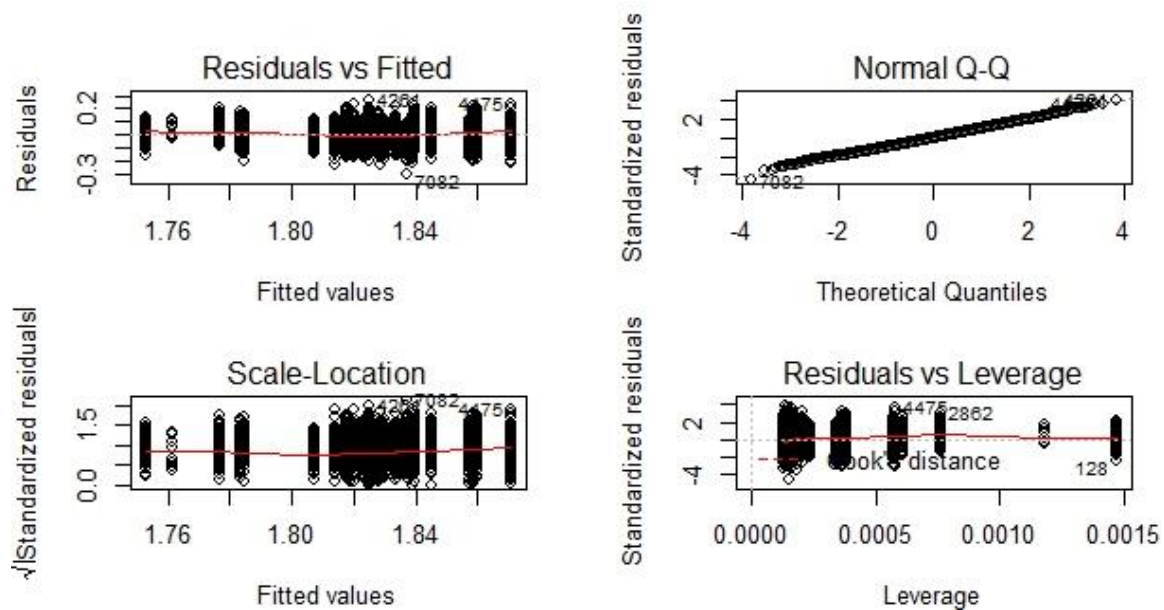 Residuals vs Fitted
Residuals
0.2
-0.3
4261
4475
7082
1.76 1.80 1.84
Fitted values
Normal Q-Q
Standardized residuals
2
-4
7082
-4 -2 0 2 4
Theoretical Quantiles
Scale-Location
√|Standardized residuals|
1.5
0.0
7082
4475
1.76 1.80 1.84
Fitted values
Residuals vs Leverage
Standardized residuals
2
-4
4475
2862
Cook's distance
128
0.0000 0.0005 0.0010 0.0015
Leverage